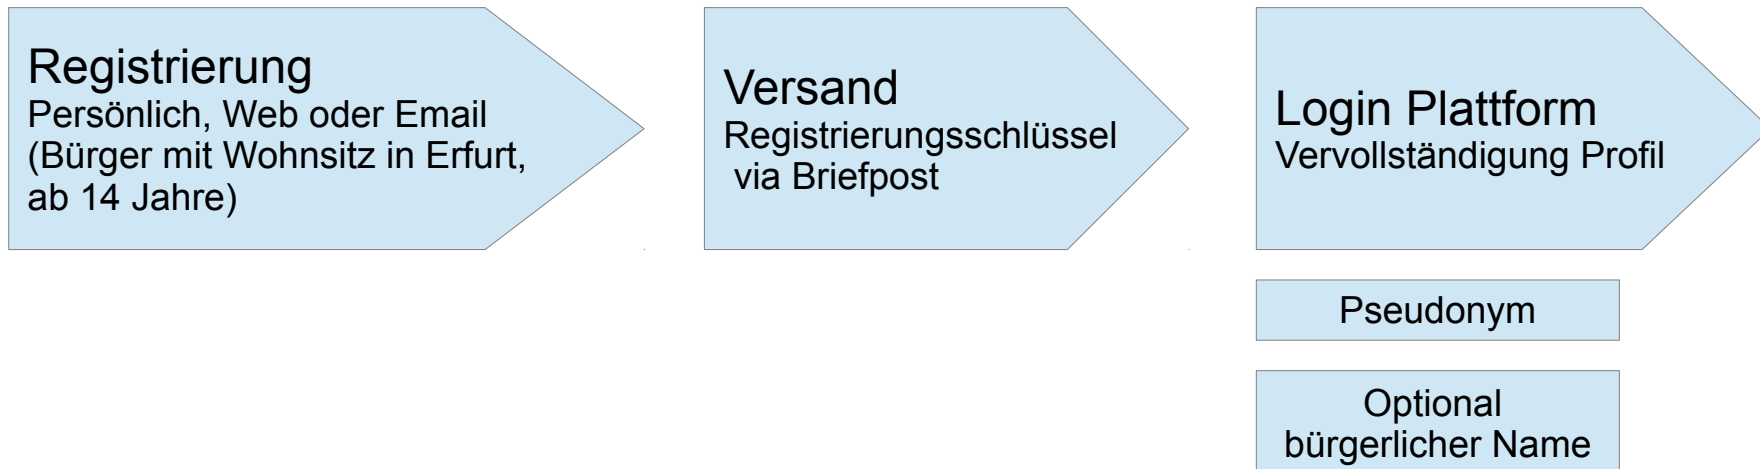 Registrierung
Persönlich, Web oder Email
(Bürger mit Wohnsitz in Erfurt,
ab 14 Jahre)
Versand
Registrierungsschlüssel
via Briefpost
Login Plattform
Vervollständigung Profil
Pseudonym
Optional
bürgerlicher Name